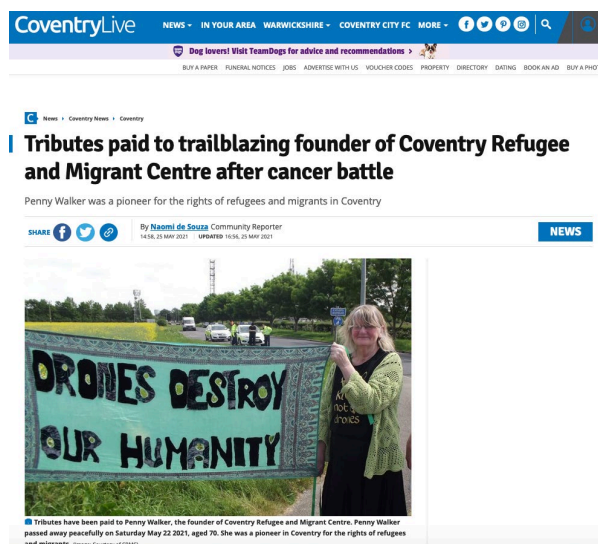 CoventryLive
NEWS IN YOUR AREA WARWICKSHIRE COVENTRY CITY FC MORE
Dog lovers! Visit TeamDogs for advice and recommendations >
BUY A PAPER FUNERAL NOTICES JOBS ADVERTISE WITH US VOUCHER CODES PROPERTY DIRECTORY DATING BOOK AN AD BUY A PHO
C News Coventry News Coventry
Tributes paid to trailblazing founder of Coventry Refugee
and Migrant Centre after cancer battle
Penny Walker was a pioneer for the rights of refugees and migrants in Coventry
SHARE
By Naomi de Souza Community Reporter
14:58, 25 MAY 2021 UPDATED 16:56, 25 MAY 2021
NEWS
DRONES DESTROY
OUR HUMANITY
not
drones
Tributes have been paid to Penny Walker, the founder of Coventry Refugee and Migrant Centre. Penny Walker
passed away peacefully on Saturday May 22 2021, aged 70. She was a pioneer in Coventry for the rights of refugees
and migrants